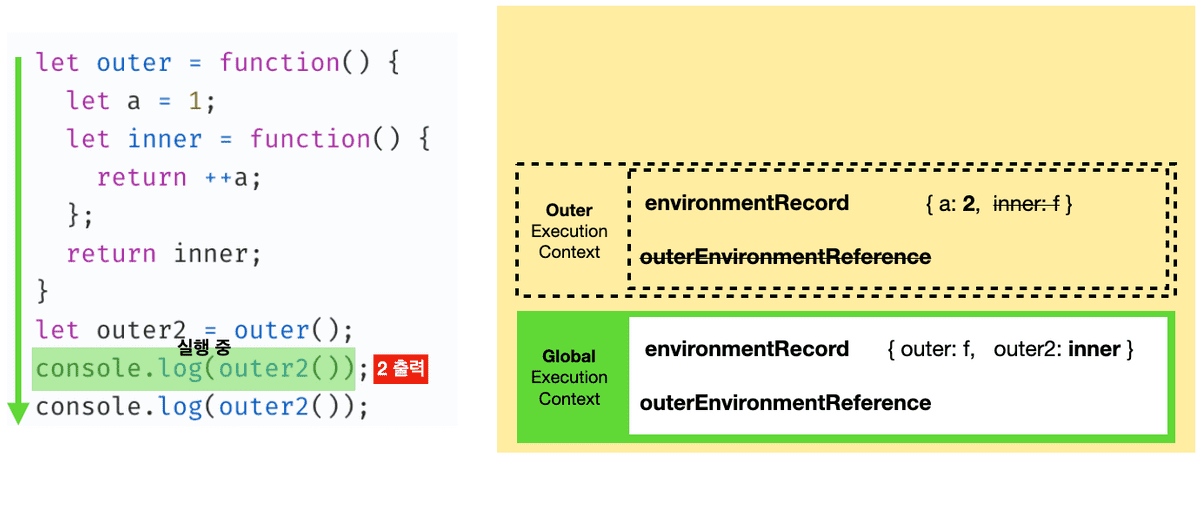 let outer = function() {
let a = 1;
let inner = function() {
return ++a;
};
return inner;
}
let outer2 = outer();
실행 중
console.log(outer2()); 2 출력
console.log(outer2());
Outer
Execution
Context
environmentRecord { a: 2, inner: f }
outerEnvironmentReference
Global
Execution
Context
environmentRecord { outer: f, outer2: inner }
outerEnvironmentReference